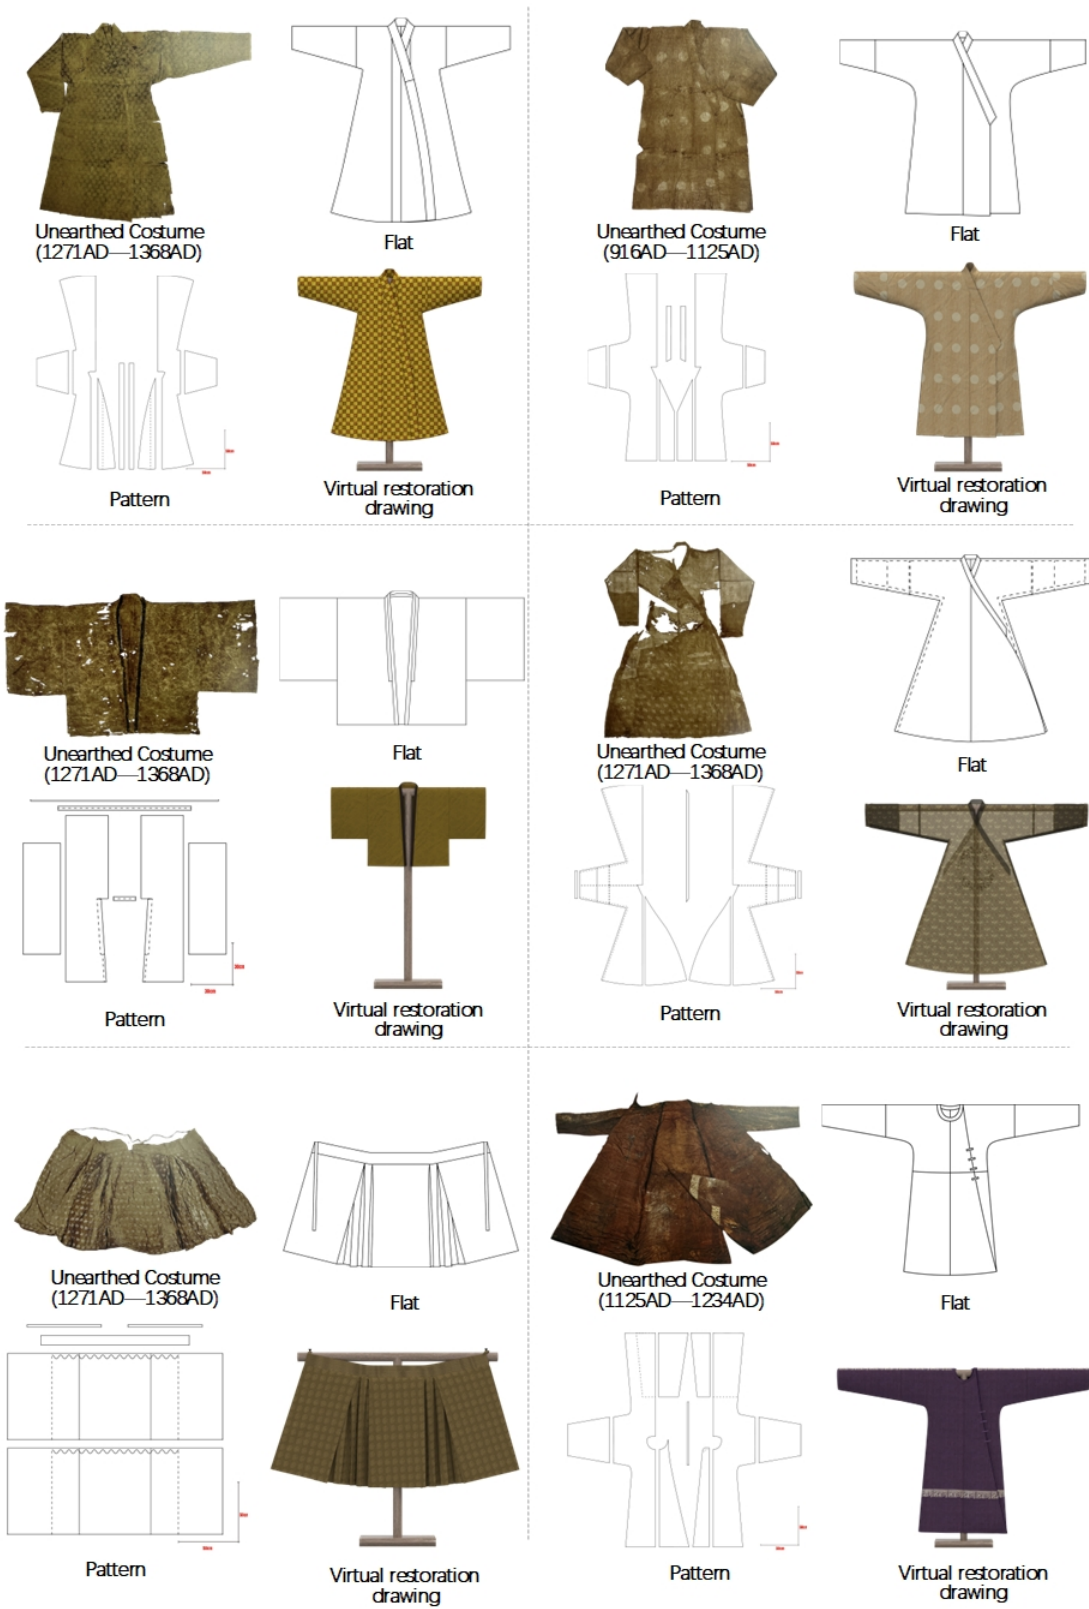 Unearthed Costume
(1271AD—1368AD)
Flat
Pattern
Virtual restoration
drawing
Unearthed Costume
(916AD—1125AD)
Flat
Pattern
Virtual restoration
drawing
Unearthed Costume
(1271AD—1368AD)
Flat
Pattern
Virtual restoration
drawing
Unearthed Costume
(1271AD—1368AD)
Flat
Pattern
Virtual restoration
drawing
Unearthed Costume
(1271AD—1368AD)
Flat
Pattern
Virtual restoration
drawing
Unearthed Costume
(1125AD—1234AD)
Flat
Pattern
Virtual restoration
drawing